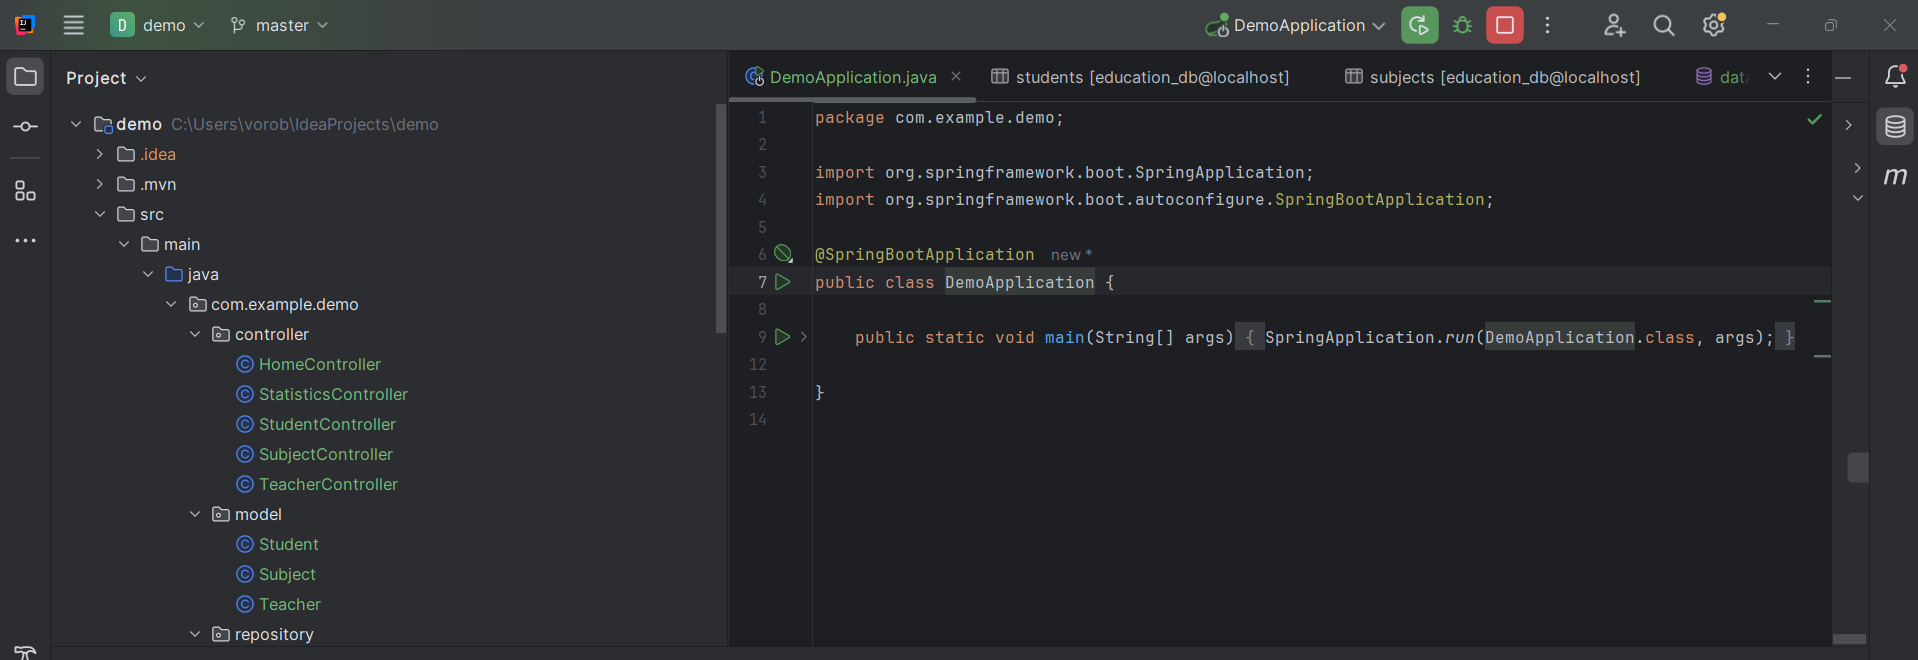 D demo master DemoApplication
Project
demo C:\Users\vorob\IdeaProjects\demo
.idea
.mvn
src
main
java
com.example.demo
controller
HomeController
StatisticsController
StudentController
SubjectController
TeacherController
model
Student
Subject
Teacher
repository
DemoApplication.java students [education_db@localhost] subjects [education_db@localhost] data
1 package com.example.demo;
2
3 import org.springframework.boot.SpringApplication;
4 import org.springframework.boot.autoconfigure.SpringBootApplication;
5
6 @SpringBootApplication new *
7 public class DemoApplication {
8
9 public static void main(String[] args) { SpringApplication.run(DemoApplication.class, args); }
12
13 }
14
m